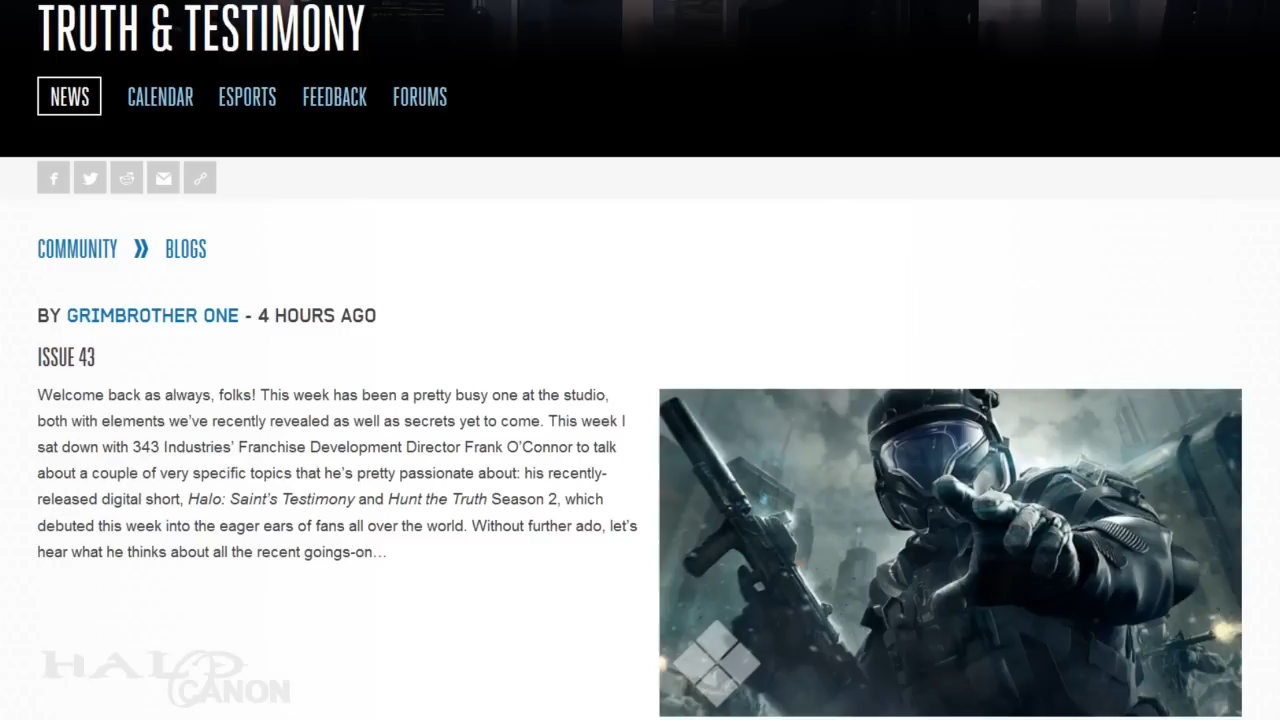 TRUTH & TESTIMONY
NEWS CALENDAR ESPORTS FEEDBACK FORUMS
COMMUNITY » BLOGS
BY GRIMBROTHER ONE - 4 HOURS AGO
ISSUE 43
Welcome back as always, folks! This week has been a pretty busy one at the studio,
both with elements we’ve recently revealed as well as secrets yet to come. This week I
sat down with 343 Industries’ Franchise Development Director Frank O’Connor to talk
about a couple of very specific topics that he’s pretty passionate about: his recently-
released digital short, Halo: Saint’s Testimony and Hunt the Truth Season 2, which
debuted this week into the eager ears of fans all over the world. Without further ado, let’s
hear what he thinks about all the recent goings-on…
HALO
CANON